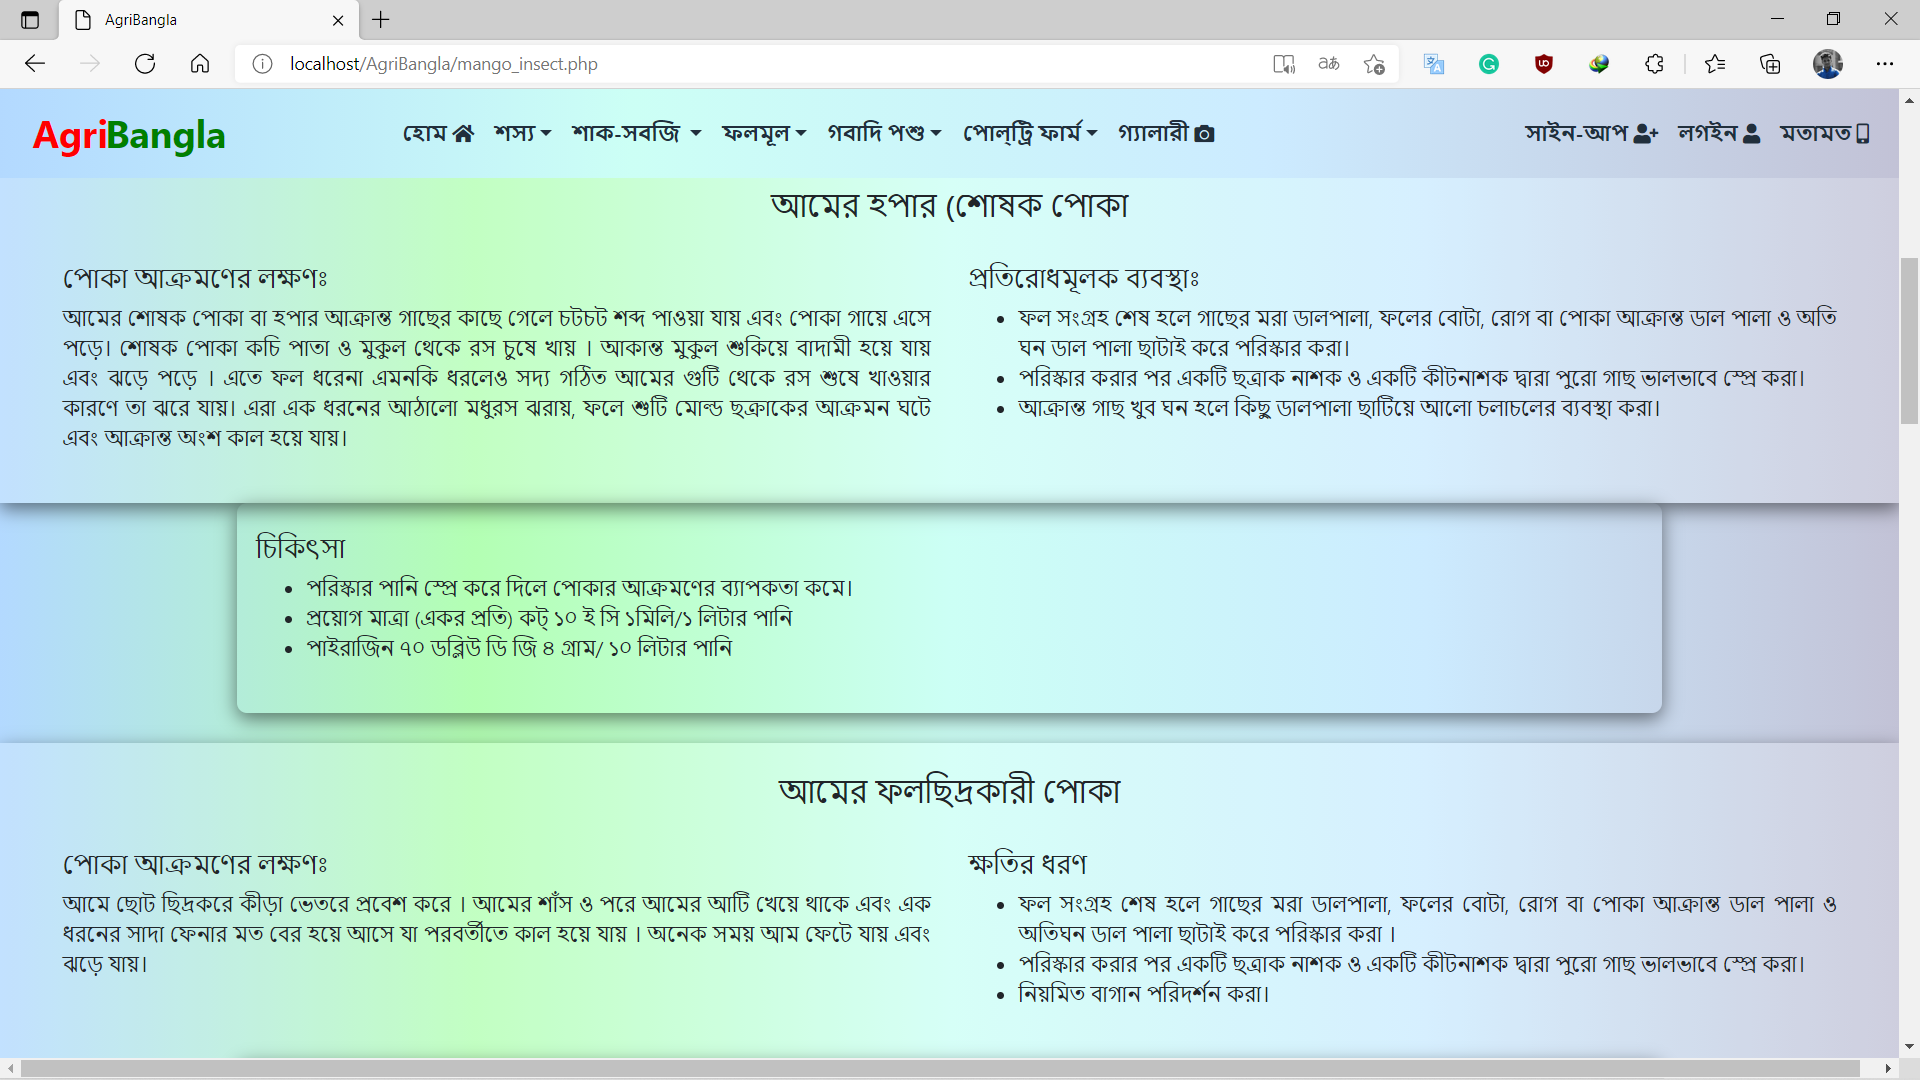 AgriBangla
localhost/AgriBangla/mango_insect.php
AgriBangla
হোম
শস্য
শাক-সবজি
ফলমূল
গবাদি পশু
পোল্ট্রি ফার্ম
গ্যালারী
সাইন-আপ
লগইন
মতামত
আমের হপার (শোষক পোকা
পোকা আক্রমণের লক্ষণঃ
আমের শোষক পোকা বা হপার আক্রান্ত গাছের কাছে গেলে চটচট শব্দ পাওয়া যায় এবং পোকা গায়ে এসে
পড়ে। শোষক পোকা কচি পাতা ও মুকুল থেকে রস চুষে খায় । আকান্ত মুকুল শুকিয়ে বাদামী হয়ে যায়
এবং ঝড়ে পড়ে । এতে ফল ধরেনা এমনকি ধরলেও সদ্য গঠিত আমের গুটি থেকে রস শুষে খাওয়ার
কারণে তা ঝরে যায়। এরা এক ধরনের আঠালো মধুরস ঝরায়, ফলে শুটি মোল্ড ছক্রাকের আক্রমন ঘটে
এবং আক্রান্ত অংশ কাল হয়ে যায়।
প্রতিরোধমূলক ব্যবস্থাঃ
ফল সংগ্রহ শেষ হলে গাছের মরা ডালপালা, ফলের বোটা, রোগ বা পোকা আক্রান্ত ডাল পালা ও অতি
ঘন ডাল পালা ছাটাই করে পরিস্কার করা।
পরিস্কার করার পর একটি ছত্রাক নাশক ও একটি কীটনাশক দ্বারা পুরো গাছ ভালভাবে স্প্রে করা।
আক্রান্ত গাছ খুব ঘন হলে কিছু ডালপালা ছাটিয়ে আলো চলাচলের ব্যবস্থা করা।
চিকিৎসা
পরিস্কার পানি স্প্রে করে দিলে পোকার আক্রমণের ব্যাপকতা কমে।
প্রয়োগ মাত্রা (একর প্রতি) কট্ ১০ ই সি ১মিলি/১ লিটার পানি
পাইরাজিন ৭০ ডব্লিউ ডি জি ৪ গ্রাম/ ১০ লিটার পানি
আমের ফলছিদ্রকারী পোকা
পোকা আক্রমণের লক্ষণঃ
আমে ছোট ছিদ্রকরে কীড়া ভেতরে প্রবেশ করে । আমের শাঁস ও পরে আমের আটি খেয়ে থাকে এবং এক
ধরনের সাদা ফেনার মত বের হয়ে আসে যা পরবর্তীতে কাল হয়ে যায় । অনেক সময় আম ফেটে যায় এবং
ঝড়ে যায়।
ক্ষতির ধরণ
ফল সংগ্রহ শেষ হলে গাছের মরা ডালপালা, ফলের বোটা, রোগ বা পোকা আক্রান্ত ডাল পালা ও
অতিঘন ডাল পালা ছাটাই করে পরিস্কার করা ।
পরিস্কার করার পর একটি ছত্রাক নাশক ও একটি কীটনাশক দ্বারা পুরো গাছ ভালভাবে স্প্রে করা।
নিয়মিত বাগান পরিদর্শন করা।